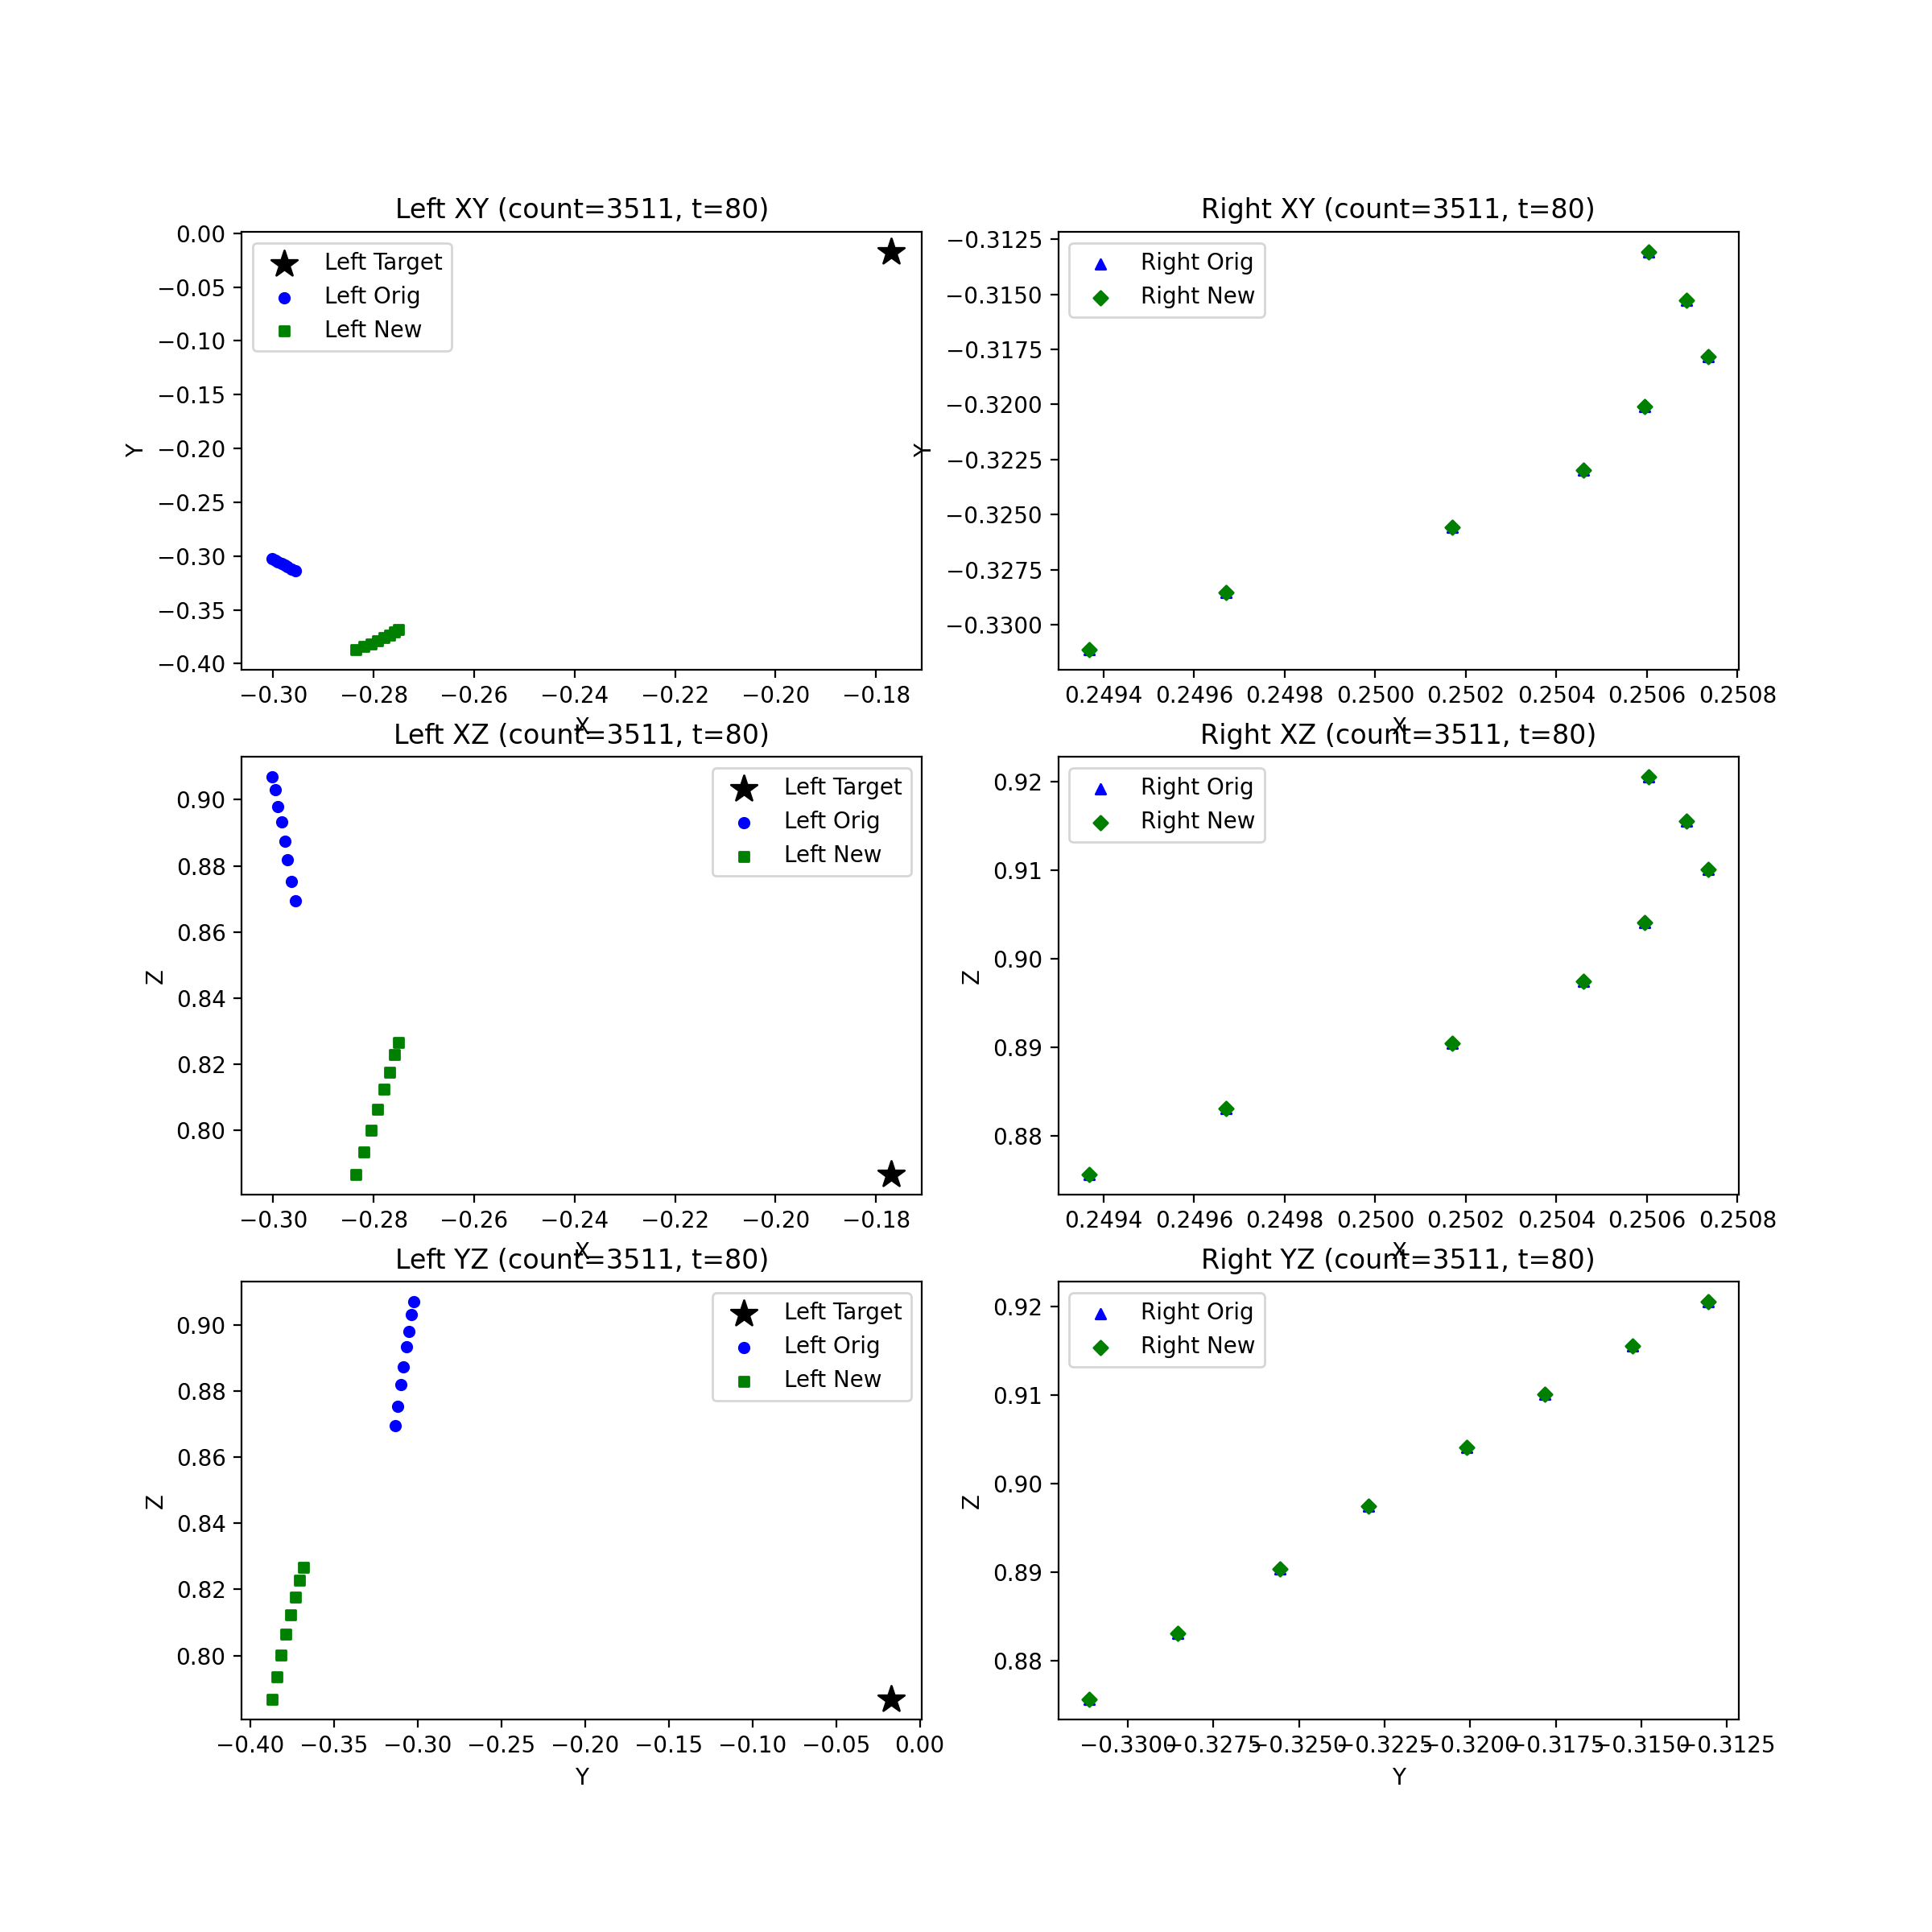 Left XY (count=3511, t=80)
Left Target
Left Orig
Left New
0.00
−0.05
−0.10
−0.15
−0.20
−0.25
−0.30
−0.35
−0.40
Y
−0.30 −0.28 −0.26 −0.24 −0.22 −0.20 −0.18
X
Right XY (count=3511, t=80)
Right Orig
Right New
−0.3125
−0.3150
−0.3175
−0.3200
−0.3225
−0.3250
−0.3275
−0.3300
Y
0.2494 0.2496 0.2498 0.2500 0.2502 0.2504 0.2506 0.2508
X
Left XZ (count=3511, t=80)
Left Target
Left Orig
Left New
0.90
0.88
0.86
0.84
0.82
0.80
Z
−0.30 −0.28 −0.26 −0.24 −0.22 −0.20 −0.18
X
Right XZ (count=3511, t=80)
Right Orig
Right New
0.92
0.91
0.90
0.89
0.88
Z
0.2494 0.2496 0.2498 0.2500 0.2502 0.2504 0.2506 0.2508
X
Left YZ (count=3511, t=80)
Left Target
Left Orig
Left New
0.90
0.88
0.86
0.84
0.82
0.80
Z
−0.40 −0.35 −0.30 −0.25 −0.20 −0.15 −0.10 −0.05 0.00
Y
Right YZ (count=3511, t=80)
Right Orig
Right New
0.92
0.91
0.90
0.89
0.88
Z
−0.3300 −0.3275 −0.3250 −0.3225 −0.3200 −0.3175 −0.3150 −0.3125
Y